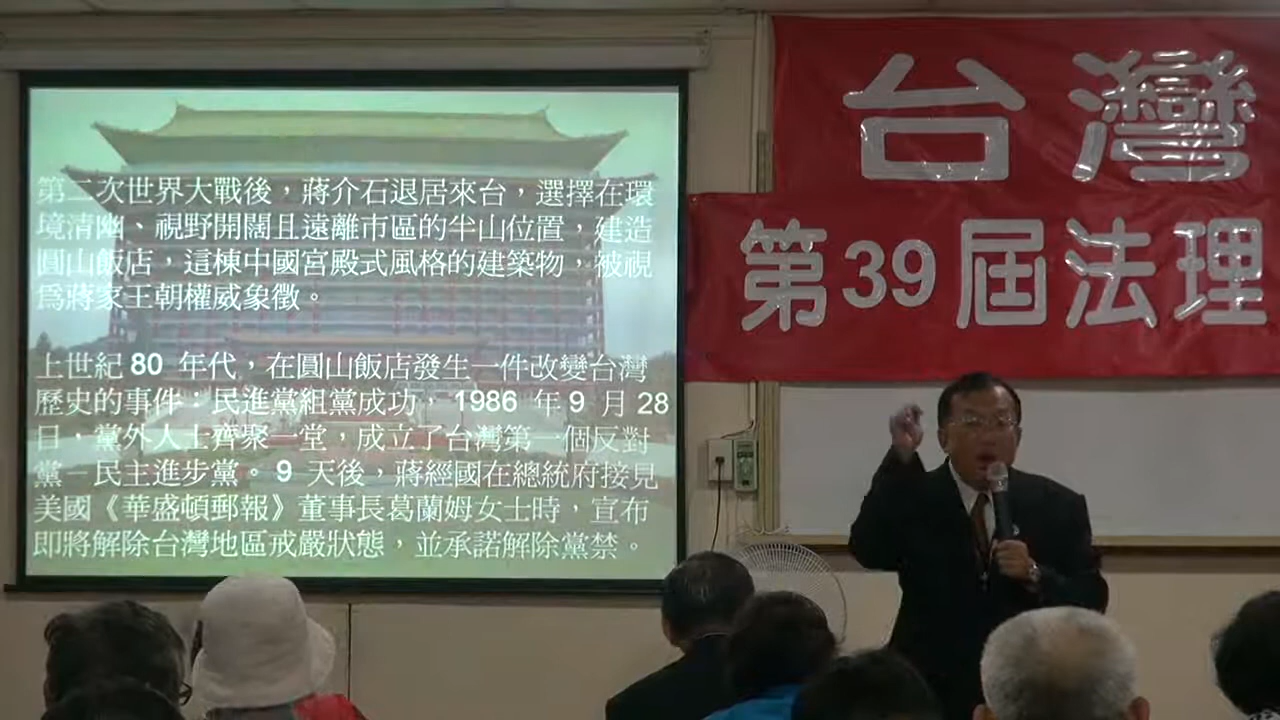 第二次世界大戰後，蔣介石退居來台，選擇在環
境清幽、視野開闊且遠離市區的半山位置，建造
圓山飯店，這棟中國宮殿式風格的建築物，被視
為蔣家王朝權威象徵。
上世紀 80 年代，在圓山飯店發生一件改變台灣
歷史的事件：民進黨組黨成功， 1986 年 9 月 28
日，黨外人士齊聚一堂，成立了台灣第一個反對
黨－民主進步黨。 9 天後，蔣經國在總統府接見
美國《華盛頓郵報》董事長葛蘭姆女士時，宣布
即將解除台灣地區戒嚴狀態，並承諾解除黨禁。
台灣
第39屆法理